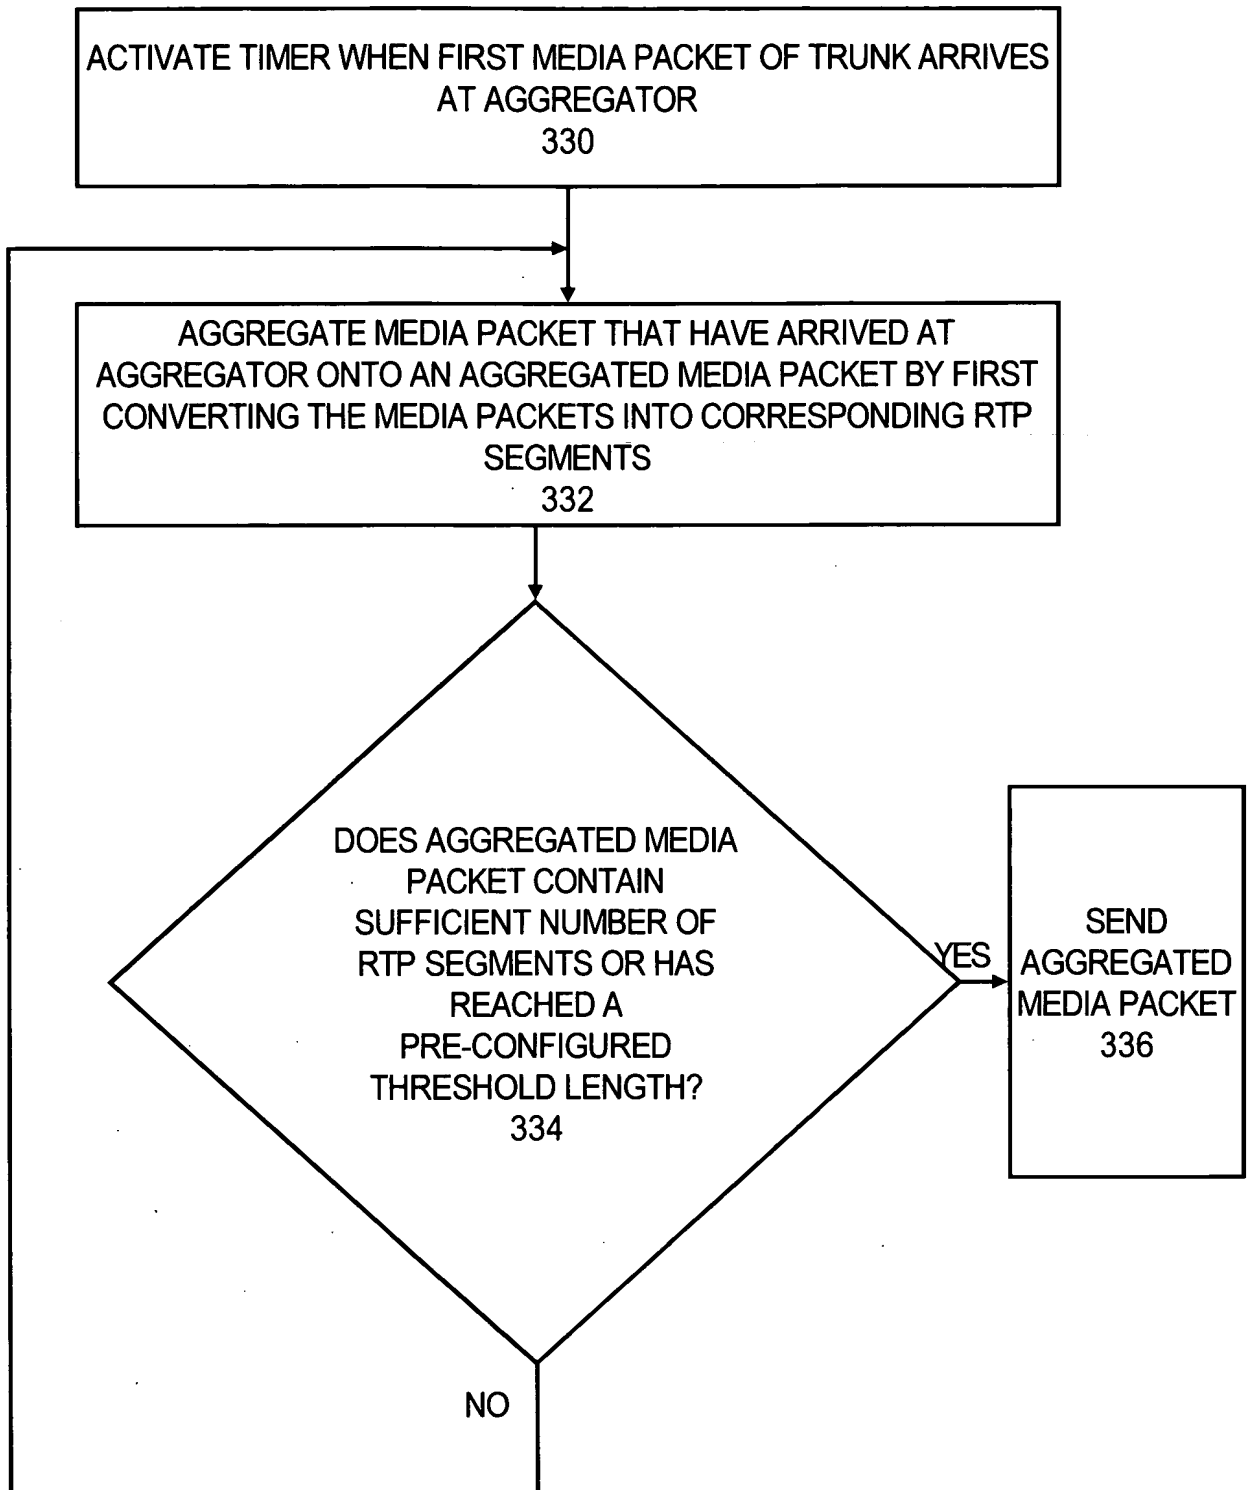 ACTIVATE TIMER WHEN FIRST MEDIA PACKET OF TRUNK ARRIVES
AT AGGREGATOR
330
AGGREGATE MEDIA PACKET THAT HAVE ARRIVED AT
AGGREGATOR ONTO AN AGGREGATED MEDIA PACKET BY FIRST
CONVERTING THE MEDIA PACKETS INTO CORRESPONDING RTP
SEGMENTS
332
DOES AGGREGATED MEDIA
PACKET CONTAIN
SUFFICIENT NUMBER OF
RTP SEGMENTS OR HAS
REACHED A
PRE-CONFIGURED
THRESHOLD LENGTH?
334
YES
SEND
AGGREGATED
MEDIA PACKET
336
NO